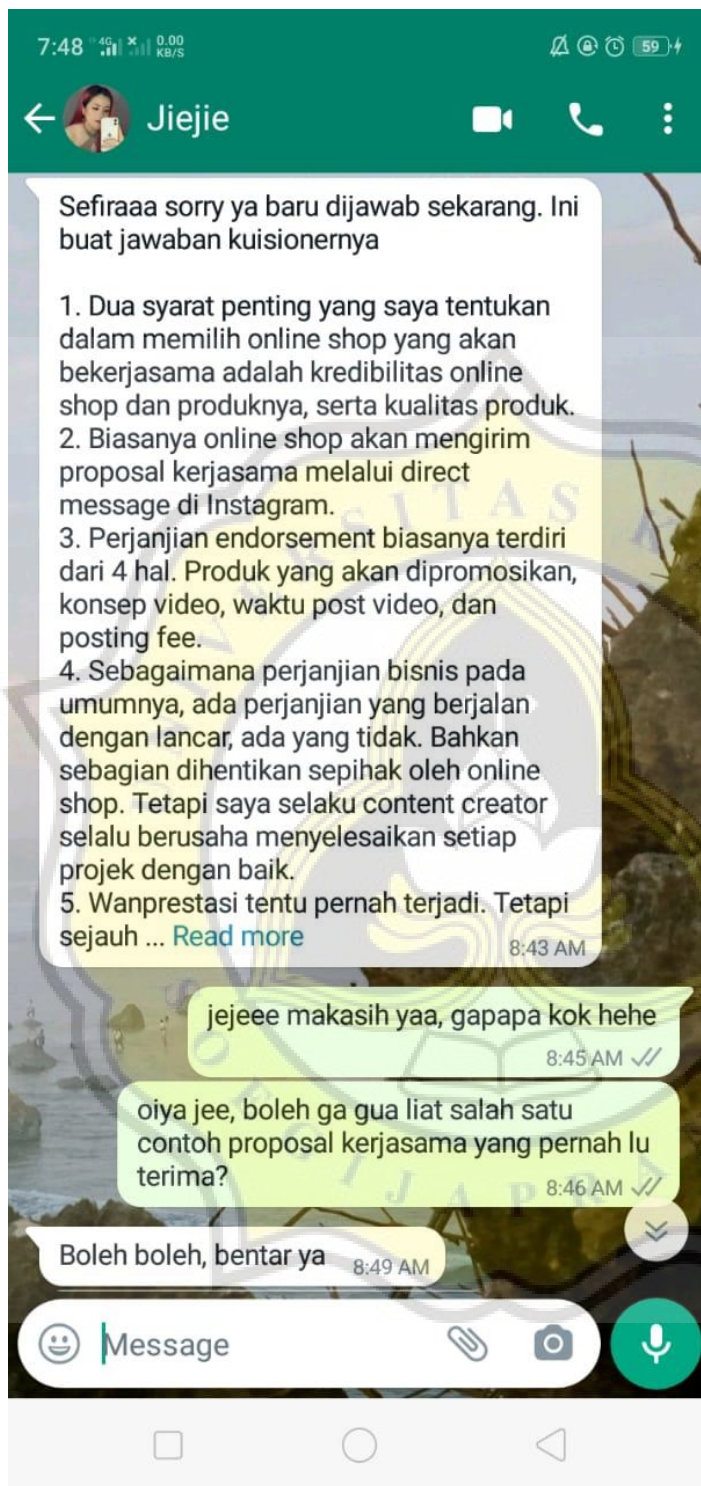 7:48 4G 0.00 KB/S 59
Jiejie
Sefiraaa sorry ya baru dijawab sekarang. Ini
buat jawaban kuisionernya
1. Dua syarat penting yang saya tentukan
dalam memilih online shop yang akan
bekerjasama adalah kredibilitas online
shop dan produknya, serta kualitas produk.
2. Biasanya online shop akan mengirim
proposal kerjasama melalui direct
message di Instagram.
3. Perjanjian endorsement biasanya terdiri
dari 4 hal. Produk yang akan dipromosikan,
konsep video, waktu post video, dan
posting fee.
4. Sebagaimana perjanjian bisnis pada
umumnya, ada perjanjian yang berjalan
dengan lancar, ada yang tidak. Bahkan
sebagian dihentikan sepihak oleh online
shop. Tetapi saya selaku content creator
selalu berusaha menyelesaikan setiap
projek dengan baik.
5. Wanprestasi tentu pernah terjadi. Tetapi
sejauh ... Read more
8:43 AM
jejeee makasih yaa, gapapa kok hehe
8:45 AM
oiya jee, boleh ga gua liat salah satu
contoh proposal kerjasama yang pernah lu
terima?
8:46 AM
Boleh boleh, bentar ya
8:49 AM
Message